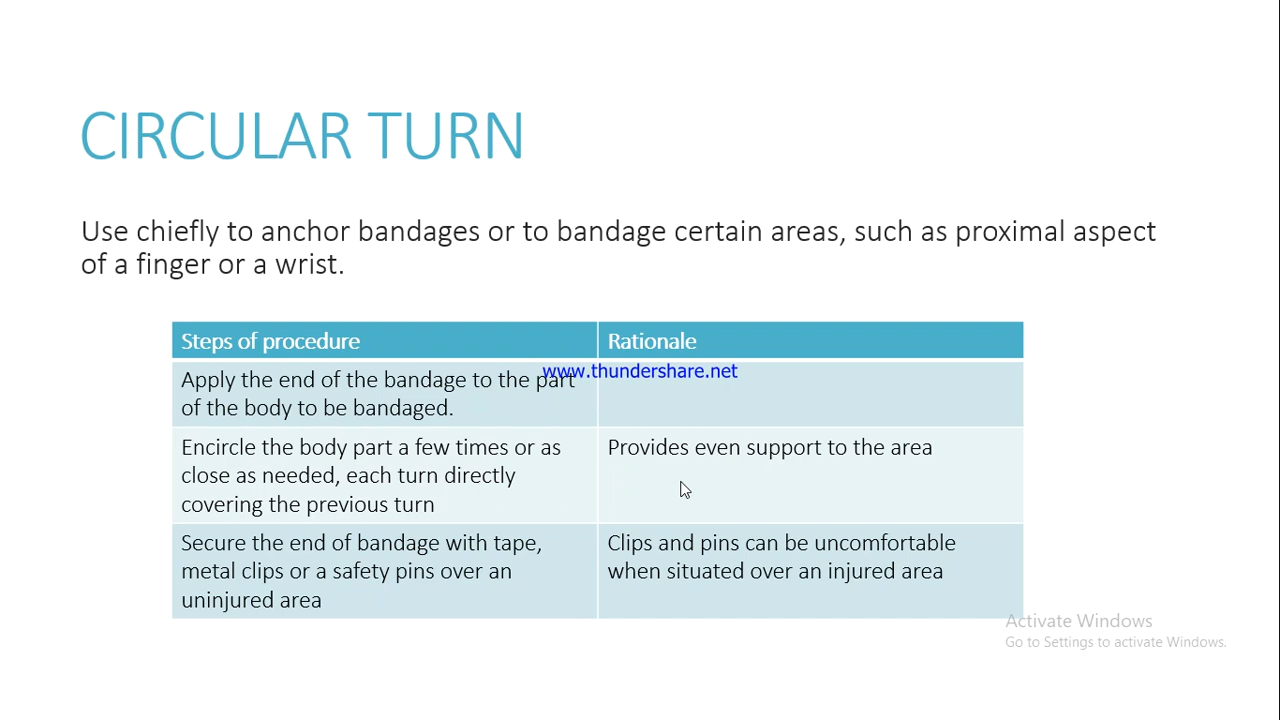 CIRCULAR TURN
Use chiefly to anchor bandages or to bandage certain areas, such as proximal aspect
of a finger or a wrist.
Steps of procedure
Rationale
www.thundershare.net
Apply the end of the bandage to the part
of the body to be bandaged.
Encircle the body part a few times or as
close as needed, each turn directly
covering the previous turn
Provides even support to the area
Secure the end of bandage with tape,
metal clips or a safety pins over an
uninjured area
Clips and pins can be uncomfortable
when situated over an injured area
Activate Windows
Go to Settings to activate Windows.